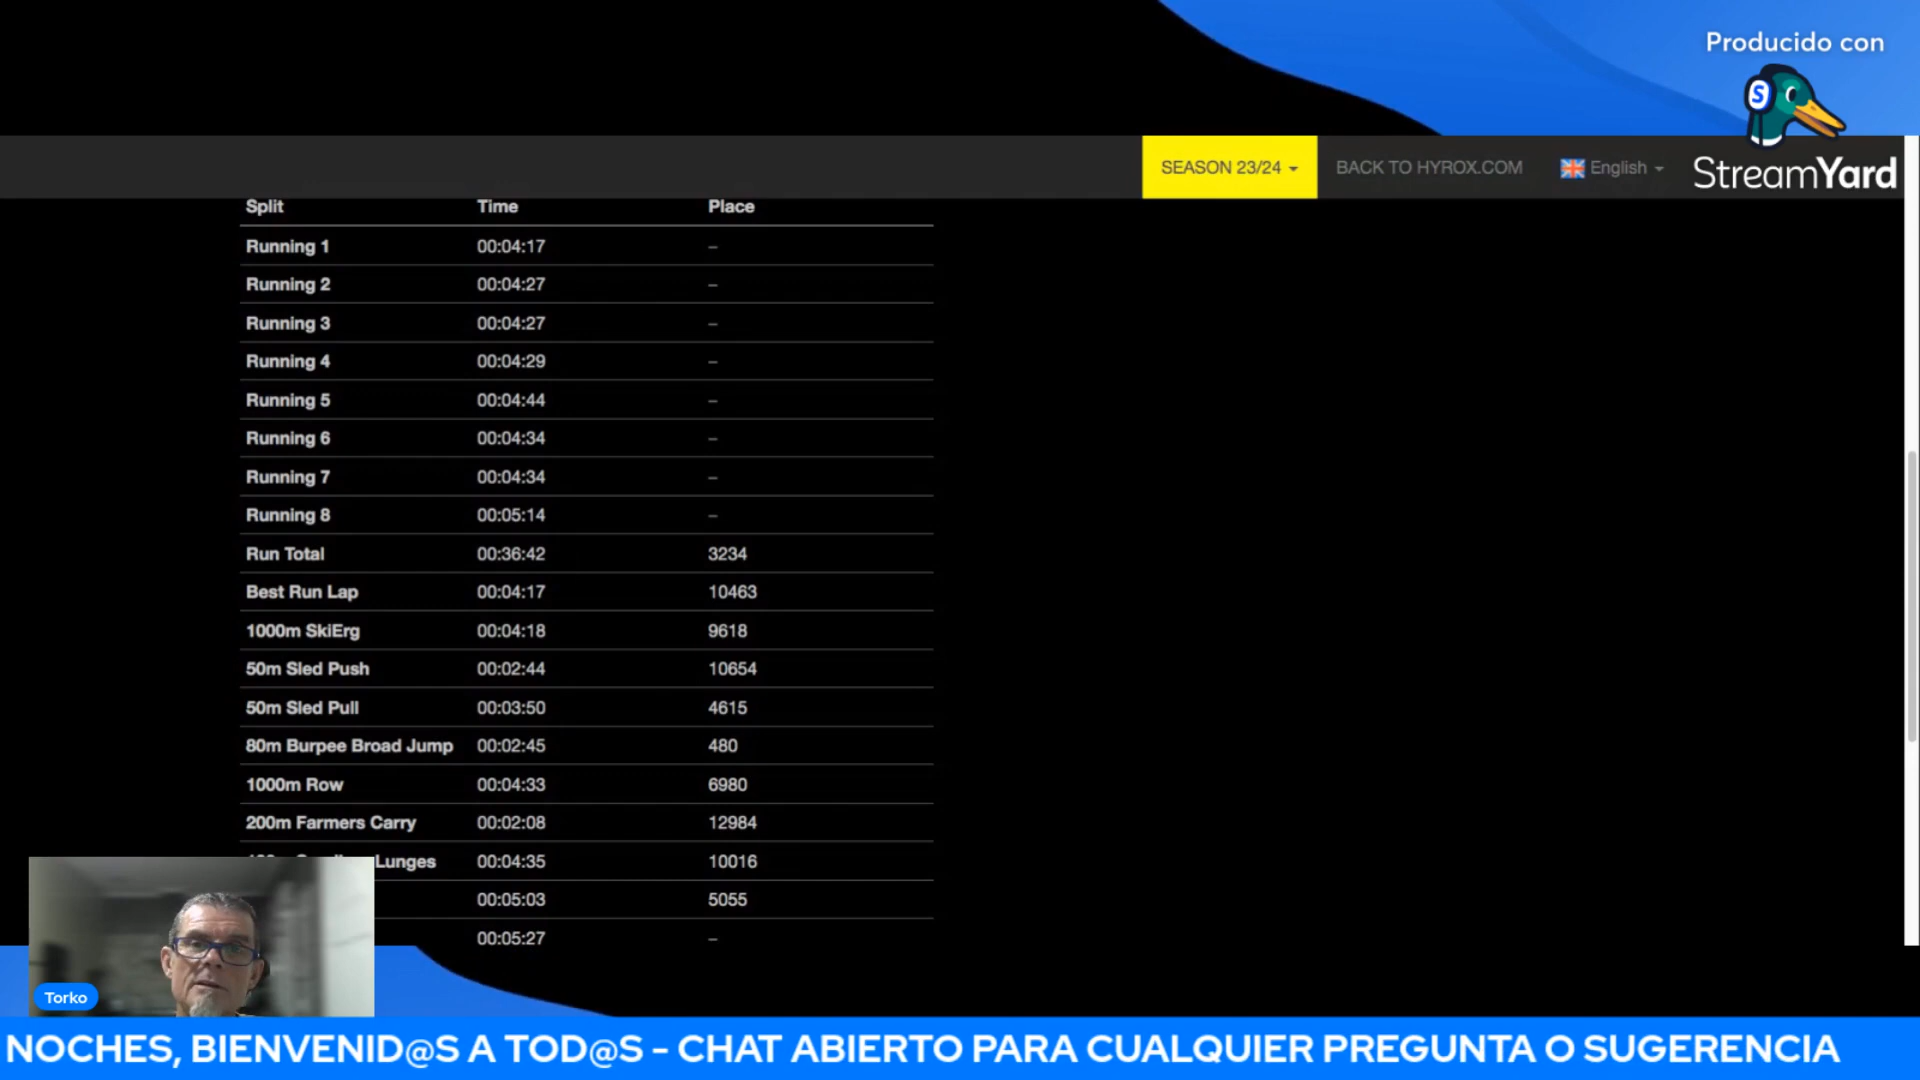 Producido con
StreamYard
SEASON 23/24
BACK TO HYROX.COM
English
Split Time Place
Running 1 00:04:17 –
Running 2 00:04:27 –
Running 3 00:04:27 –
Running 4 00:04:29 –
Running 5 00:04:44 –
Running 6 00:04:34 –
Running 7 00:04:34 –
Running 8 00:05:14 –
Run Total 00:36:42 3234
Best Run Lap 00:04:17 10463
1000m SkiErg 00:04:18 9618
50m Sled Push 00:02:44 10654
50m Sled Pull 00:03:50 4615
80m Burpee Broad Jump 00:02:45 480
1000m Row 00:04:33 6980
200m Farmers Carry 00:02:08 12984
Lunges 00:04:35 10016
00:05:03 5055
00:05:27 –
Torko
NOCHES, BIENVENID@S A TOD@S - CHAT ABIERTO PARA CUALQUIER PREGUNTA O SUGERENCIA